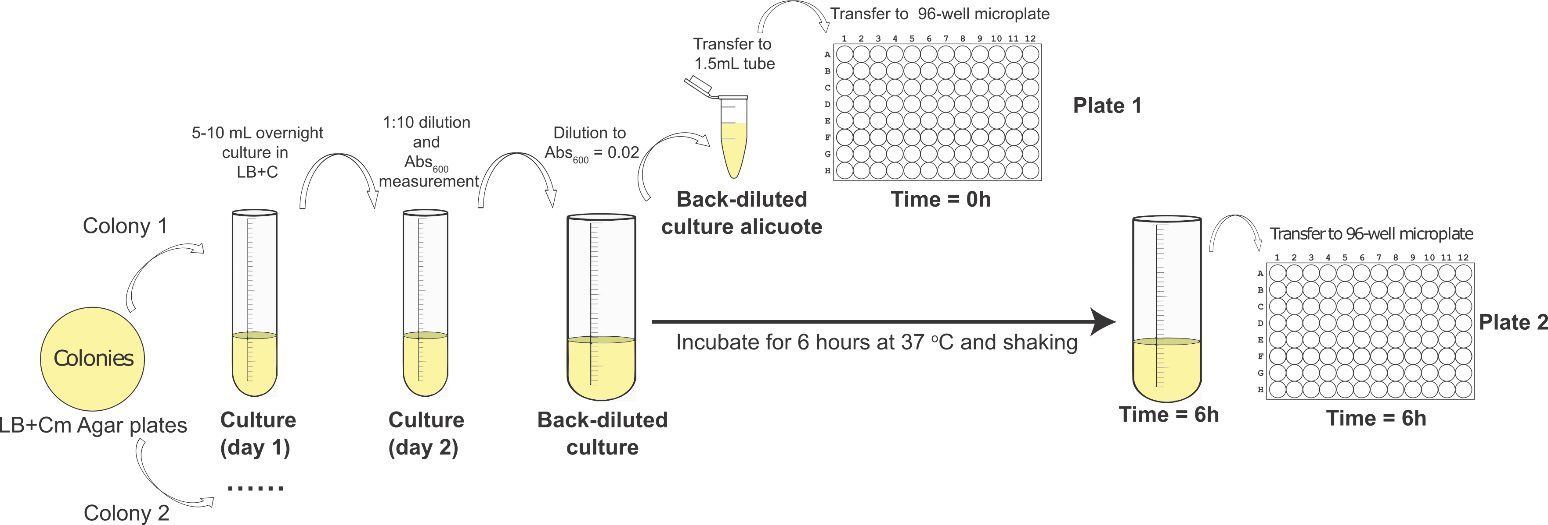 Transfer to 96-well microplate
1 2 3 4 5 6 7 8 9 10 11 12
A
B
C
D
E
F
G
H
Plate 1
Time = 0h
Transfer to
1.5mL tube
Back-diluted
culture alicuote
5-10 mL overnight
culture in
LB+C
1:10 dilution
and
Abs600
measurement
Dilution to
Abs600 = 0.02
Colony 1
Colonies
LB+Cm Agar plates
Colony 2
Culture
(day 1)
......
Culture
(day 2)
Back-diluted
culture
Incubate for 6 hours at 37 ºC and shaking
Time = 6h
Transfer to 96-well microplate
1 2 3 4 5 6 7 8 9 10 11 12
A
B
C
D
E
F
G
H
Plate 2
Time = 6h